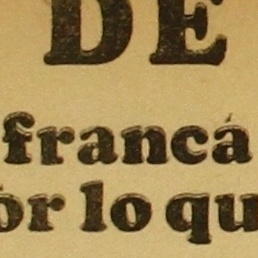 DE
francá
or lo qu